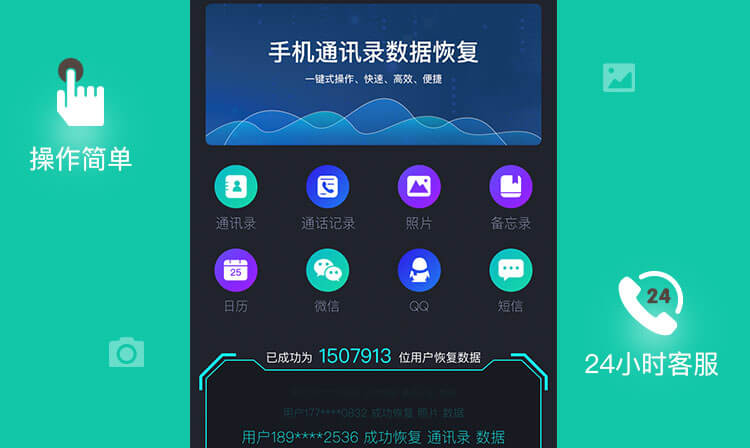 手机通讯录数据恢复
一键式操作、快速、高效、便捷
操作简单
通讯录 通话记录 照片 备忘录
25
日历 微信 QQ 短信
24
24小时客服
已成功为 1507913 位用户恢复数据
用户177****0832 成功恢复 照片 数据
用户189****2536 成功恢复 通讯录 数据